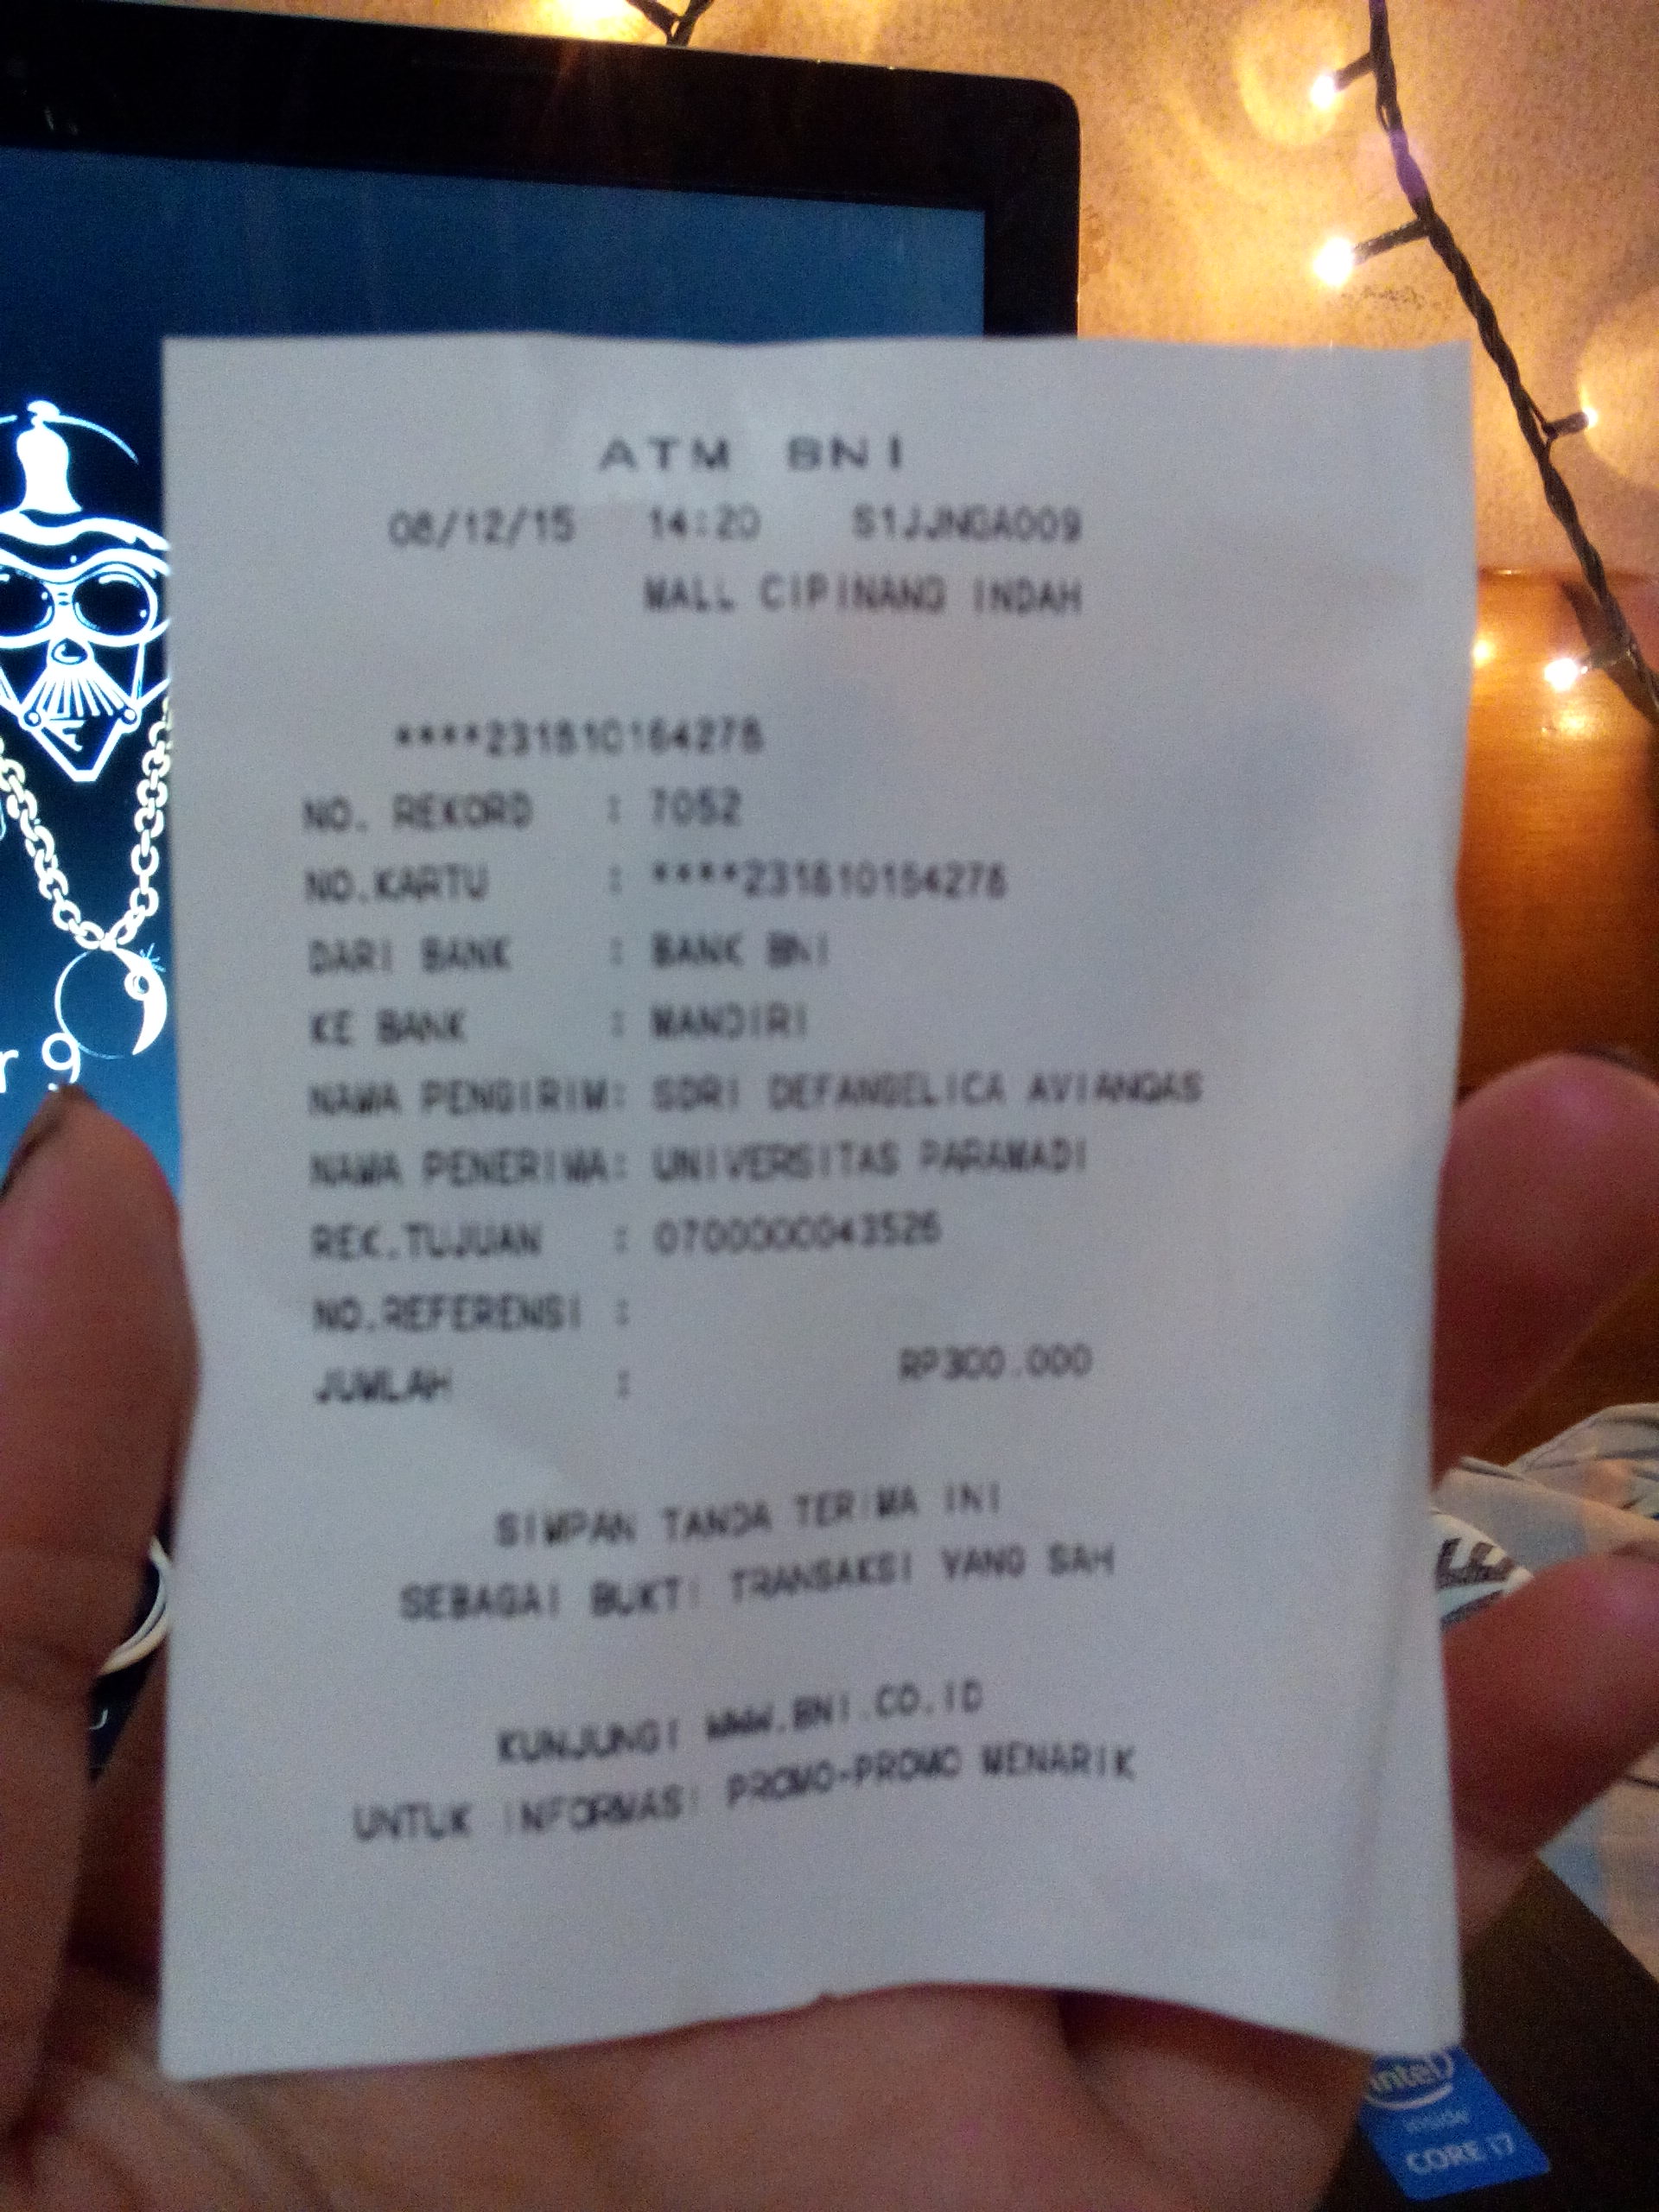 ATM BNI
08/12/15 14:20 S1JJNGA009
MALL CIPINANG INDAH
NO. REKORD : 7052
NO.KARTU :
DARI BANK : BANK BNI
KE BANK : MANDIRI
NAMA PENGIRIM: SDRI DEFANGELICA AVIANGAS
NAMA PENERIMA: UNIVERSITAS PARAMADI
REK.TUJUAN : 0700000043526
NO.REFERENSI :
JUMLAH : RP300.000
SIMPAN TANDA TERIMA INI
SEBAGAI BUKTI TRANSAKSI YANG SAH
KUNJUNGI WWW.BNI.CO.ID
UNTUK INFORMASI PROMO-PROMO MENARIK
r 9
intel
inside
CORE i7